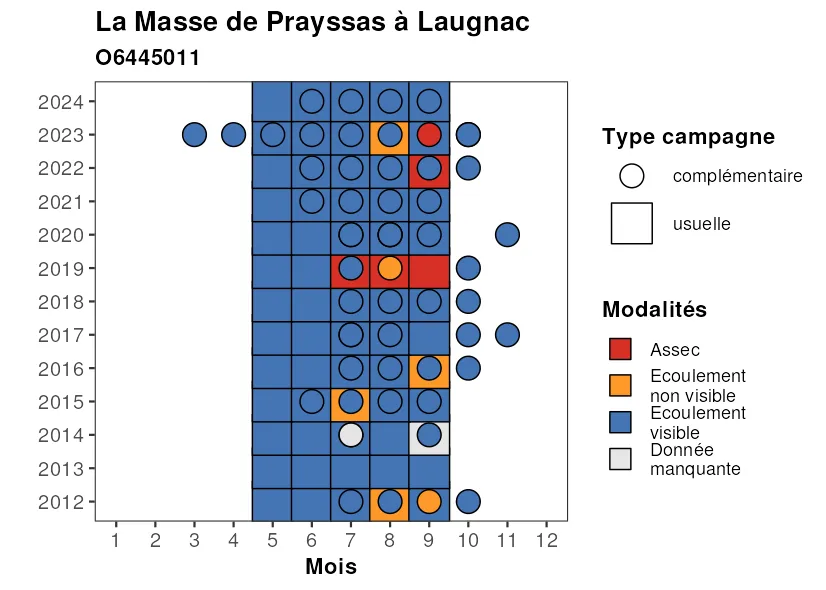 La Masse de Prayssas à Laugnac
O6445011
2024
2023
2022
2021
2020
2019
2018
2017
2016
2015
2014
2013
2012
1 2 3 4 5 6 7 8 9 10 11 12
Mois
Type campagne
complémentaire
usuelle
Modalités
Assec
Ecoulement
non visible
Ecoulement
visible
Donnée
manquante